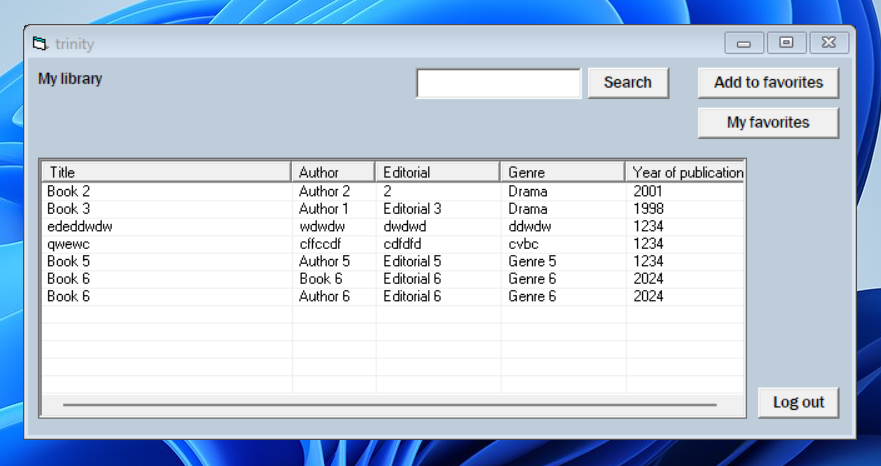 trinity
My library
Search
Add to favorites
My favorites
Title Author Editorial Genre Year of publication
Book 2 Author 2 2 Drama 2001
Book 3 Author 1 Editorial 3 Drama 1998
ededdwdw wdwdw dwdwd ddwdw 1234
qwewc cffccdf cdfdfd cvbc 1234
Book 5 Author 5 Editorial 5 Genre 5 1234
Book 6 Book 6 Editorial 6 Genre 6 2024
Book 6 Author 6 Editorial 6 Genre 6 2024
Log out